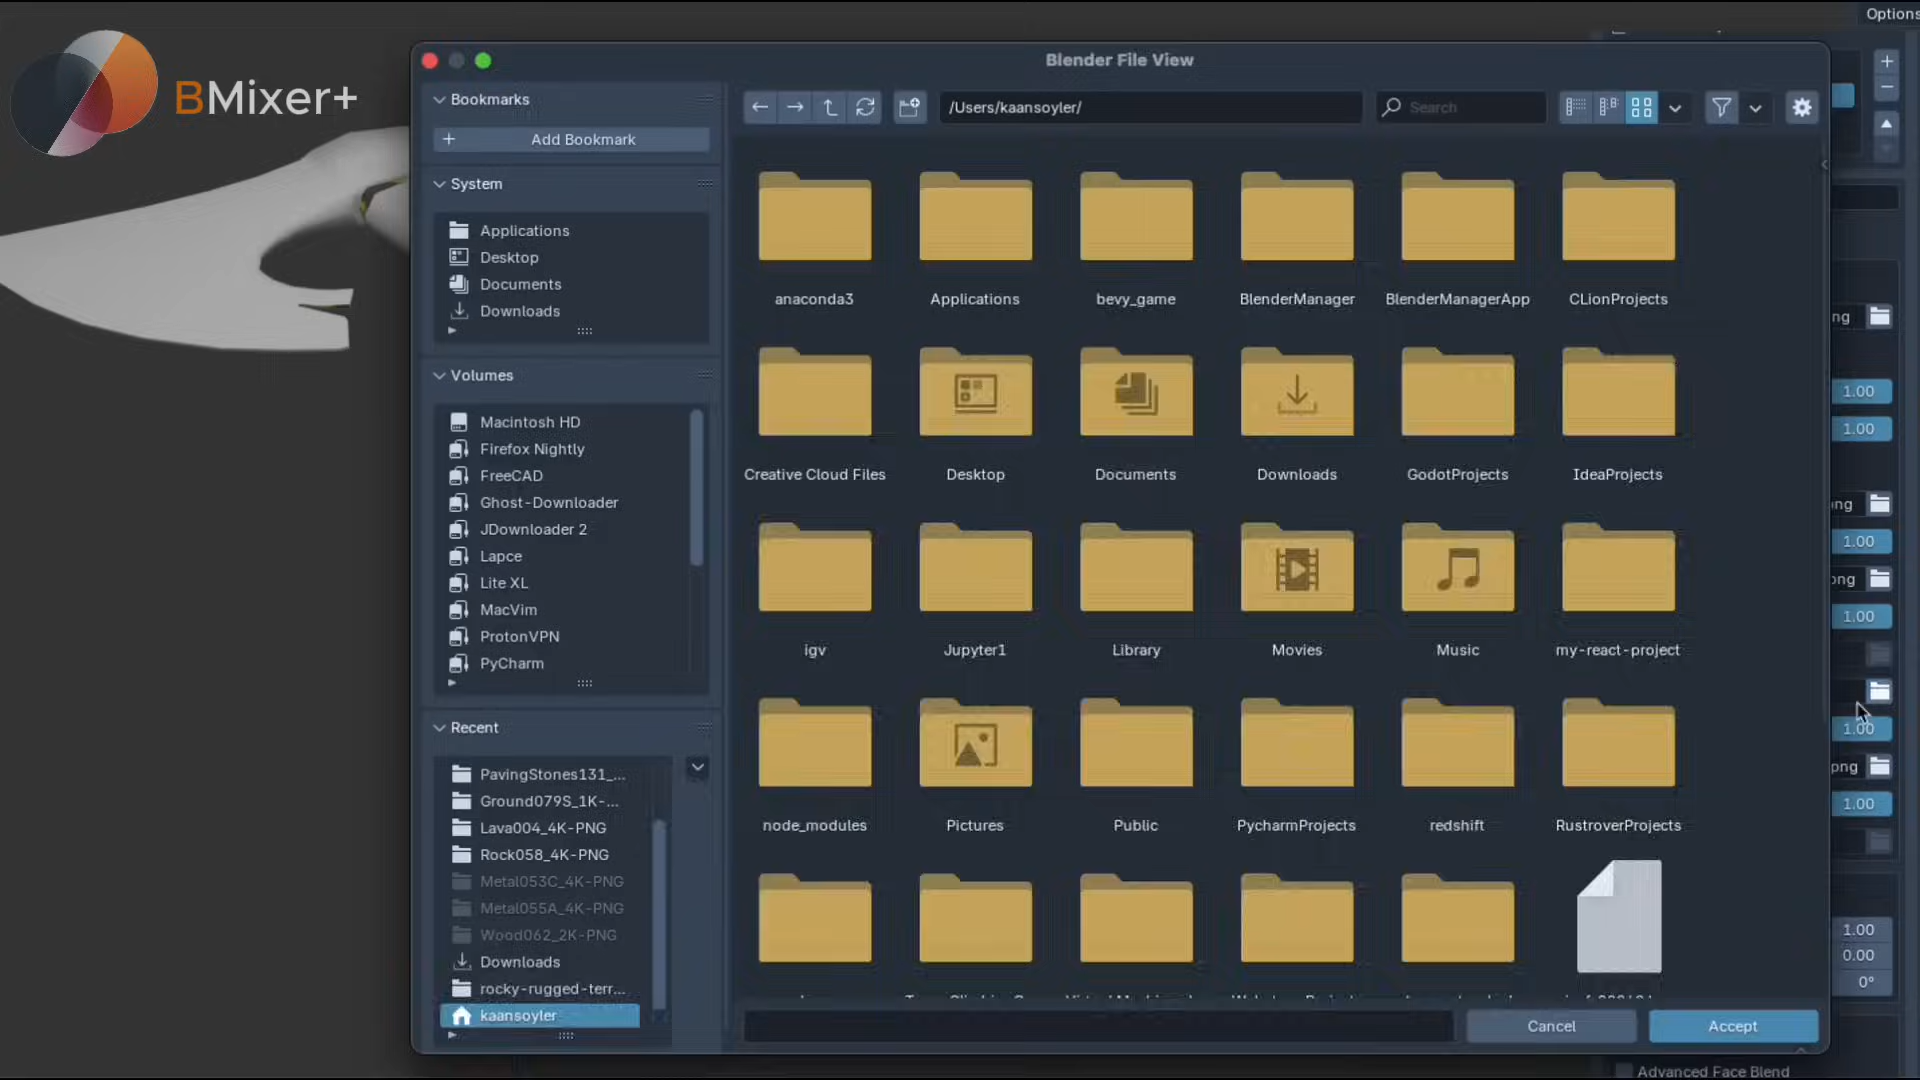 Options
BMixer+
Blender File View
Bookmarks
Add Bookmark
System
Applications
Desktop
Documents
Downloads
Volumes
Macintosh HD
Firefox Nightly
FreeCAD
Ghost-Downloader
JDownloader 2
Lapce
Lite XL
MacVim
ProtonVPN
PyCharm
Recent
PavingStones131_...
Ground079S_1K-...
Lava004_4K-PNG
Rock058_4K-PNG
Metal053C_4K-PNG
Metal055A_4K-PNG
Wood062_2K-PNG
Downloads
rocky-rugged-terr...
kaansoyler
/Users/kaansoyler/
Search
anaconda3 Applications bevy_game BlenderManager BlenderManagerApp CLionProjects
Creative Cloud Files Desktop Documents Downloads GodotProjects IdeaProjects
igv Jupyter1 Library Movies Music my-react-project
node_modules Pictures Public PycharmProjects redshift RustroverProjects
Cancel Accept
ng
1.00
1.00
png
1.00
png
1.00
1.00
png
1.00
1.00
0.00
0°
Advanced Face Blend